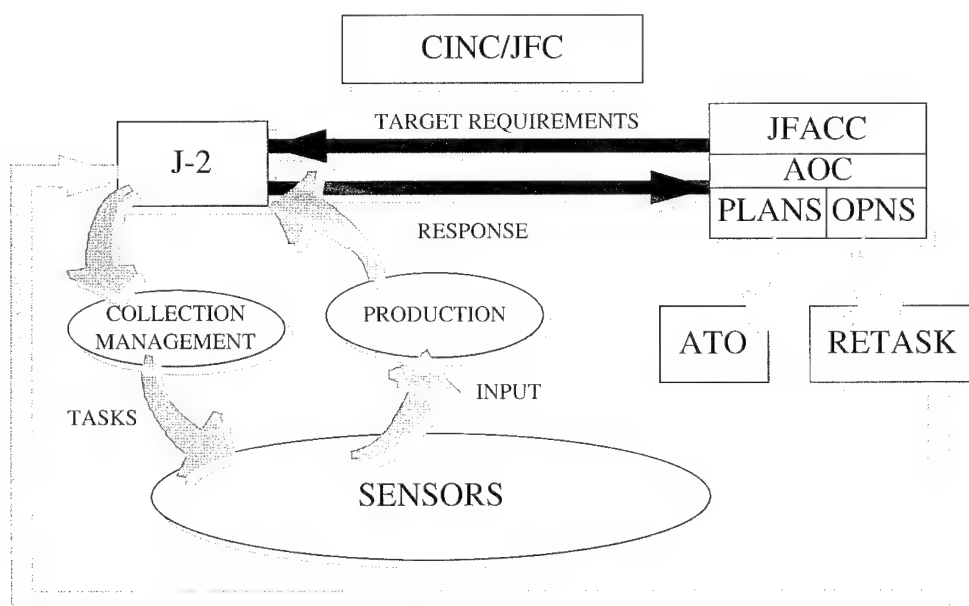 CINC/JFC
TARGET REQUIREMENTS
JFACC
J-2
AOC
PLANS
OPNS
RESPONSE
COLLECTION
MANAGEMENT
PRODUCTION
ATO
RETASK
TASKS
INPUT
SENSORS